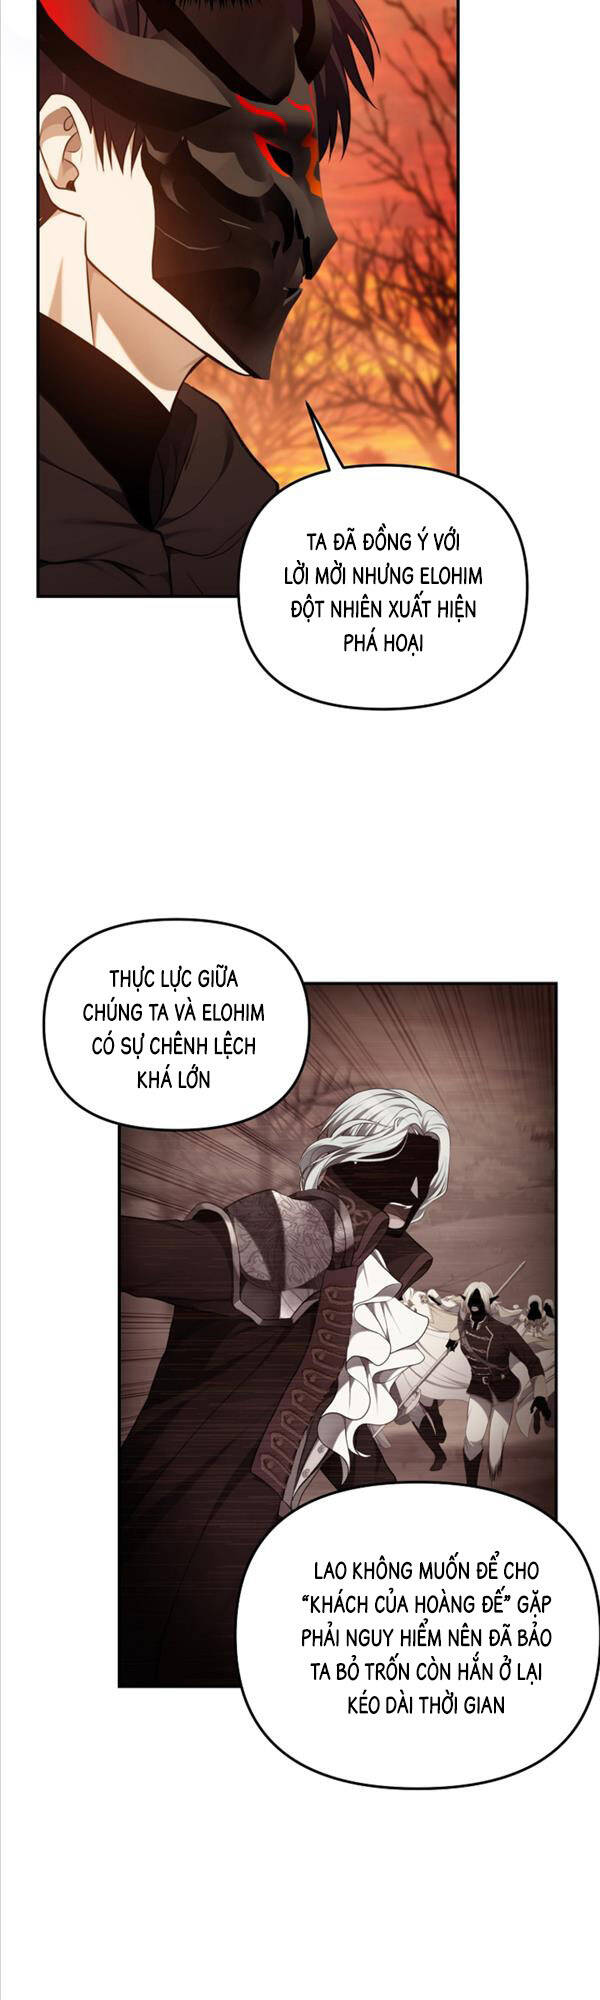 TA ĐÃ ĐỒNG Ý VỚI
LỜI MỜI NHƯNG ELOHIM
ĐỘT NHIÊN XUẤT HIỆN
PHÁ HOẠI
THỰC LỰC GIỮA
CHÚNG TA VÀ ELOHIM
CÓ SỰ CHÊNH LỆCH
KHÁ LỚN
LAO KHÔNG MUỐN ĐỂ CHO
“KHÁCH CỦA HOÀNG ĐẾ” GẶP
PHẢI NGUY HIỂM NÊN ĐÃ BẢO
TA BỎ TRỐN CÒN HẮN Ở LẠI
KÉO DÀI THỜI GIAN